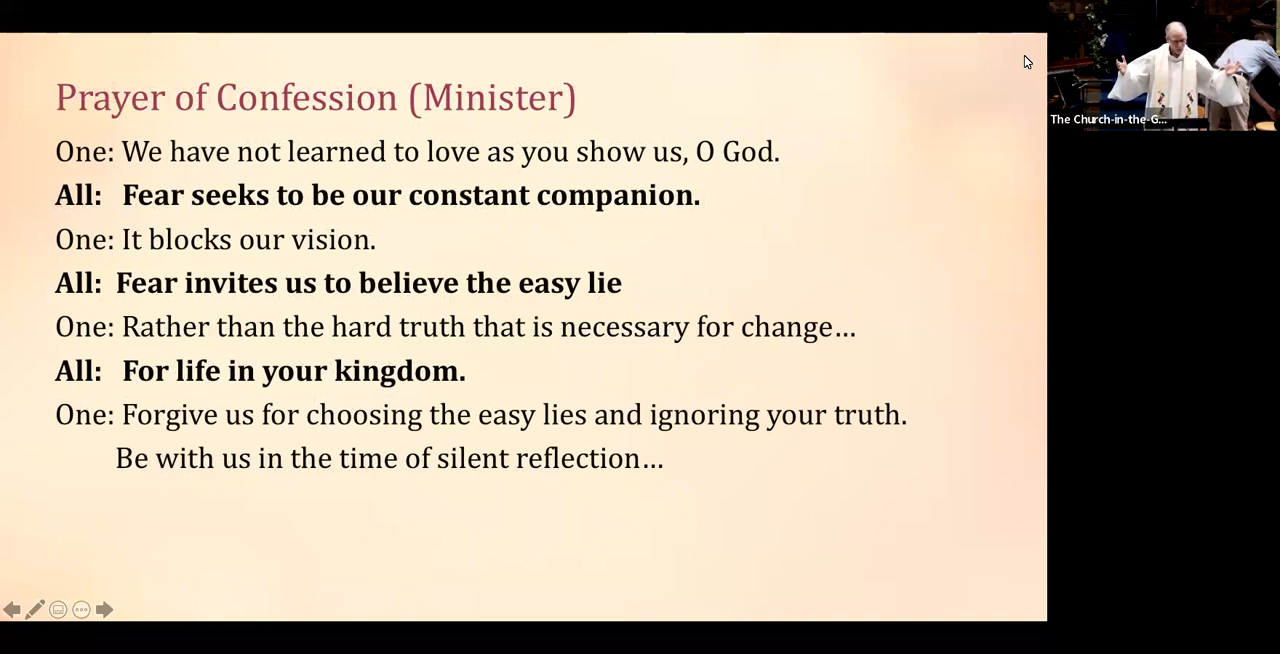 Prayer of Confession (Minister)
One: We have not learned to love as you show us, O God.
All: Fear seeks to be our constant companion.
One: It blocks our vision.
All: Fear invites us to believe the easy lie
One: Rather than the hard truth that is necessary for change…
All: For life in your kingdom.
One: Forgive us for choosing the easy lies and ignoring your truth.
Be with us in the time of silent reflection…
The Church-in-the-G...